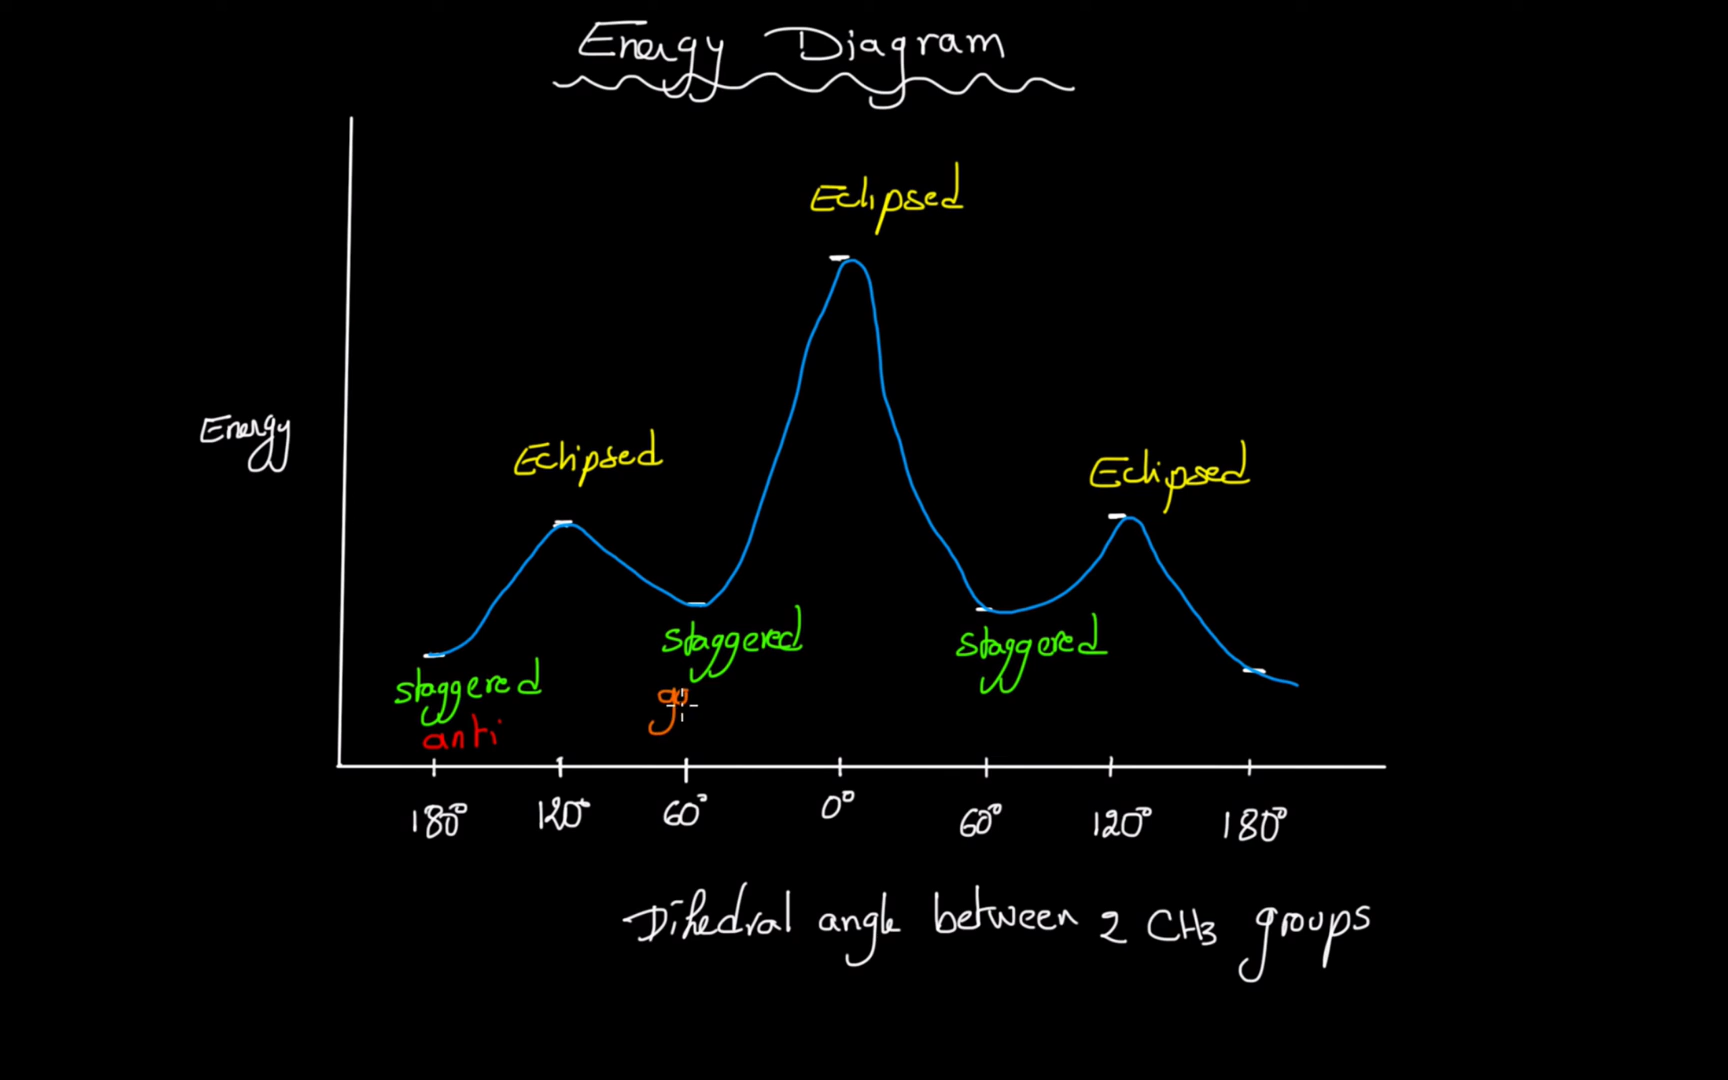 Energy Diagram
Eclipsed
Energy
Eclipsed
Eclipsed
staggered
staggered
staggered
ga
anti
180° 120° 60° 0° 60° 120° 180°
Dihedral angle between 2 CH3 groups